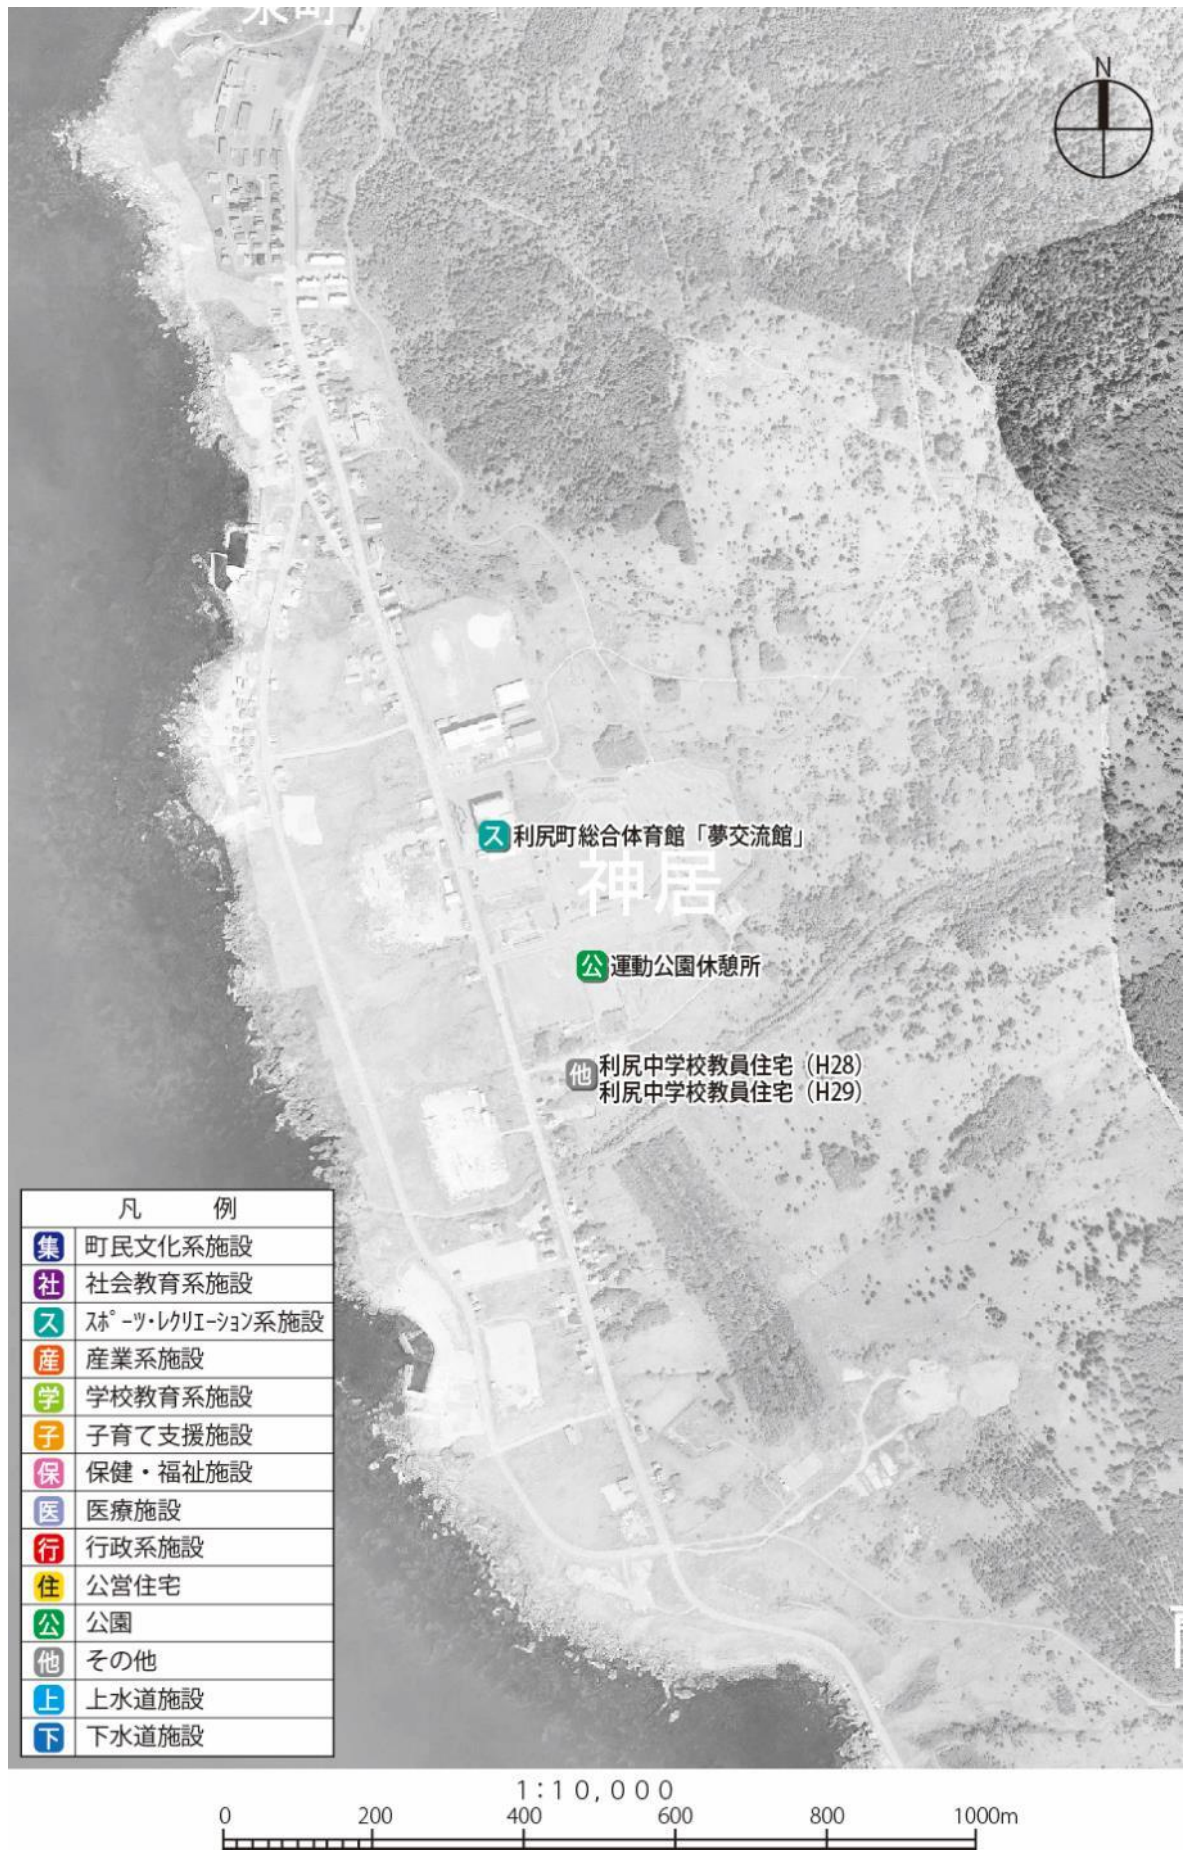 N
利尻町総合体育館「夢交流館」
神居
運動公園休憩所
利尻中学校教員住宅（H28）
利尻中学校教員住宅（H29）
凡 例
集 町民文化系施設
社 社会教育系施設
ス ｽﾎﾟｰﾂ･ﾚｸﾘｴｰｼｮﾝ系施設
産 産業系施設
学 学校教育系施設
子 子育て支援施設
保 保健・福祉施設
医 医療施設
行 行政系施設
住 公営住宅
公 公園
他 その他
上 上水道施設
下 下水道施設
1:10,000
0 200 400 600 800 1000m